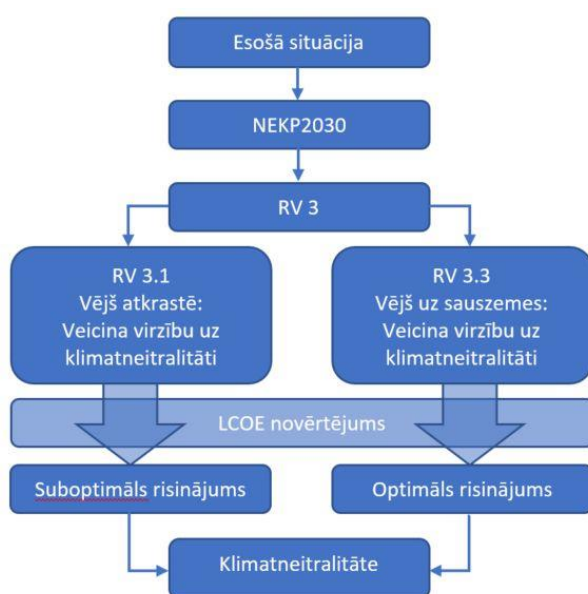 Esošā situācija
NEKP2030
RV 3
RV 3.1
Vējš atkrastē:
Veicina virzību uz
klimatneitralitāti
RV 3.3
Vējš uz sauszemes:
Veicina virzību uz
klimatneitralitāti
LCOE novērtējums
Suboptimāls risinājums
Optimāls risinājums
Klimatneitralitāte